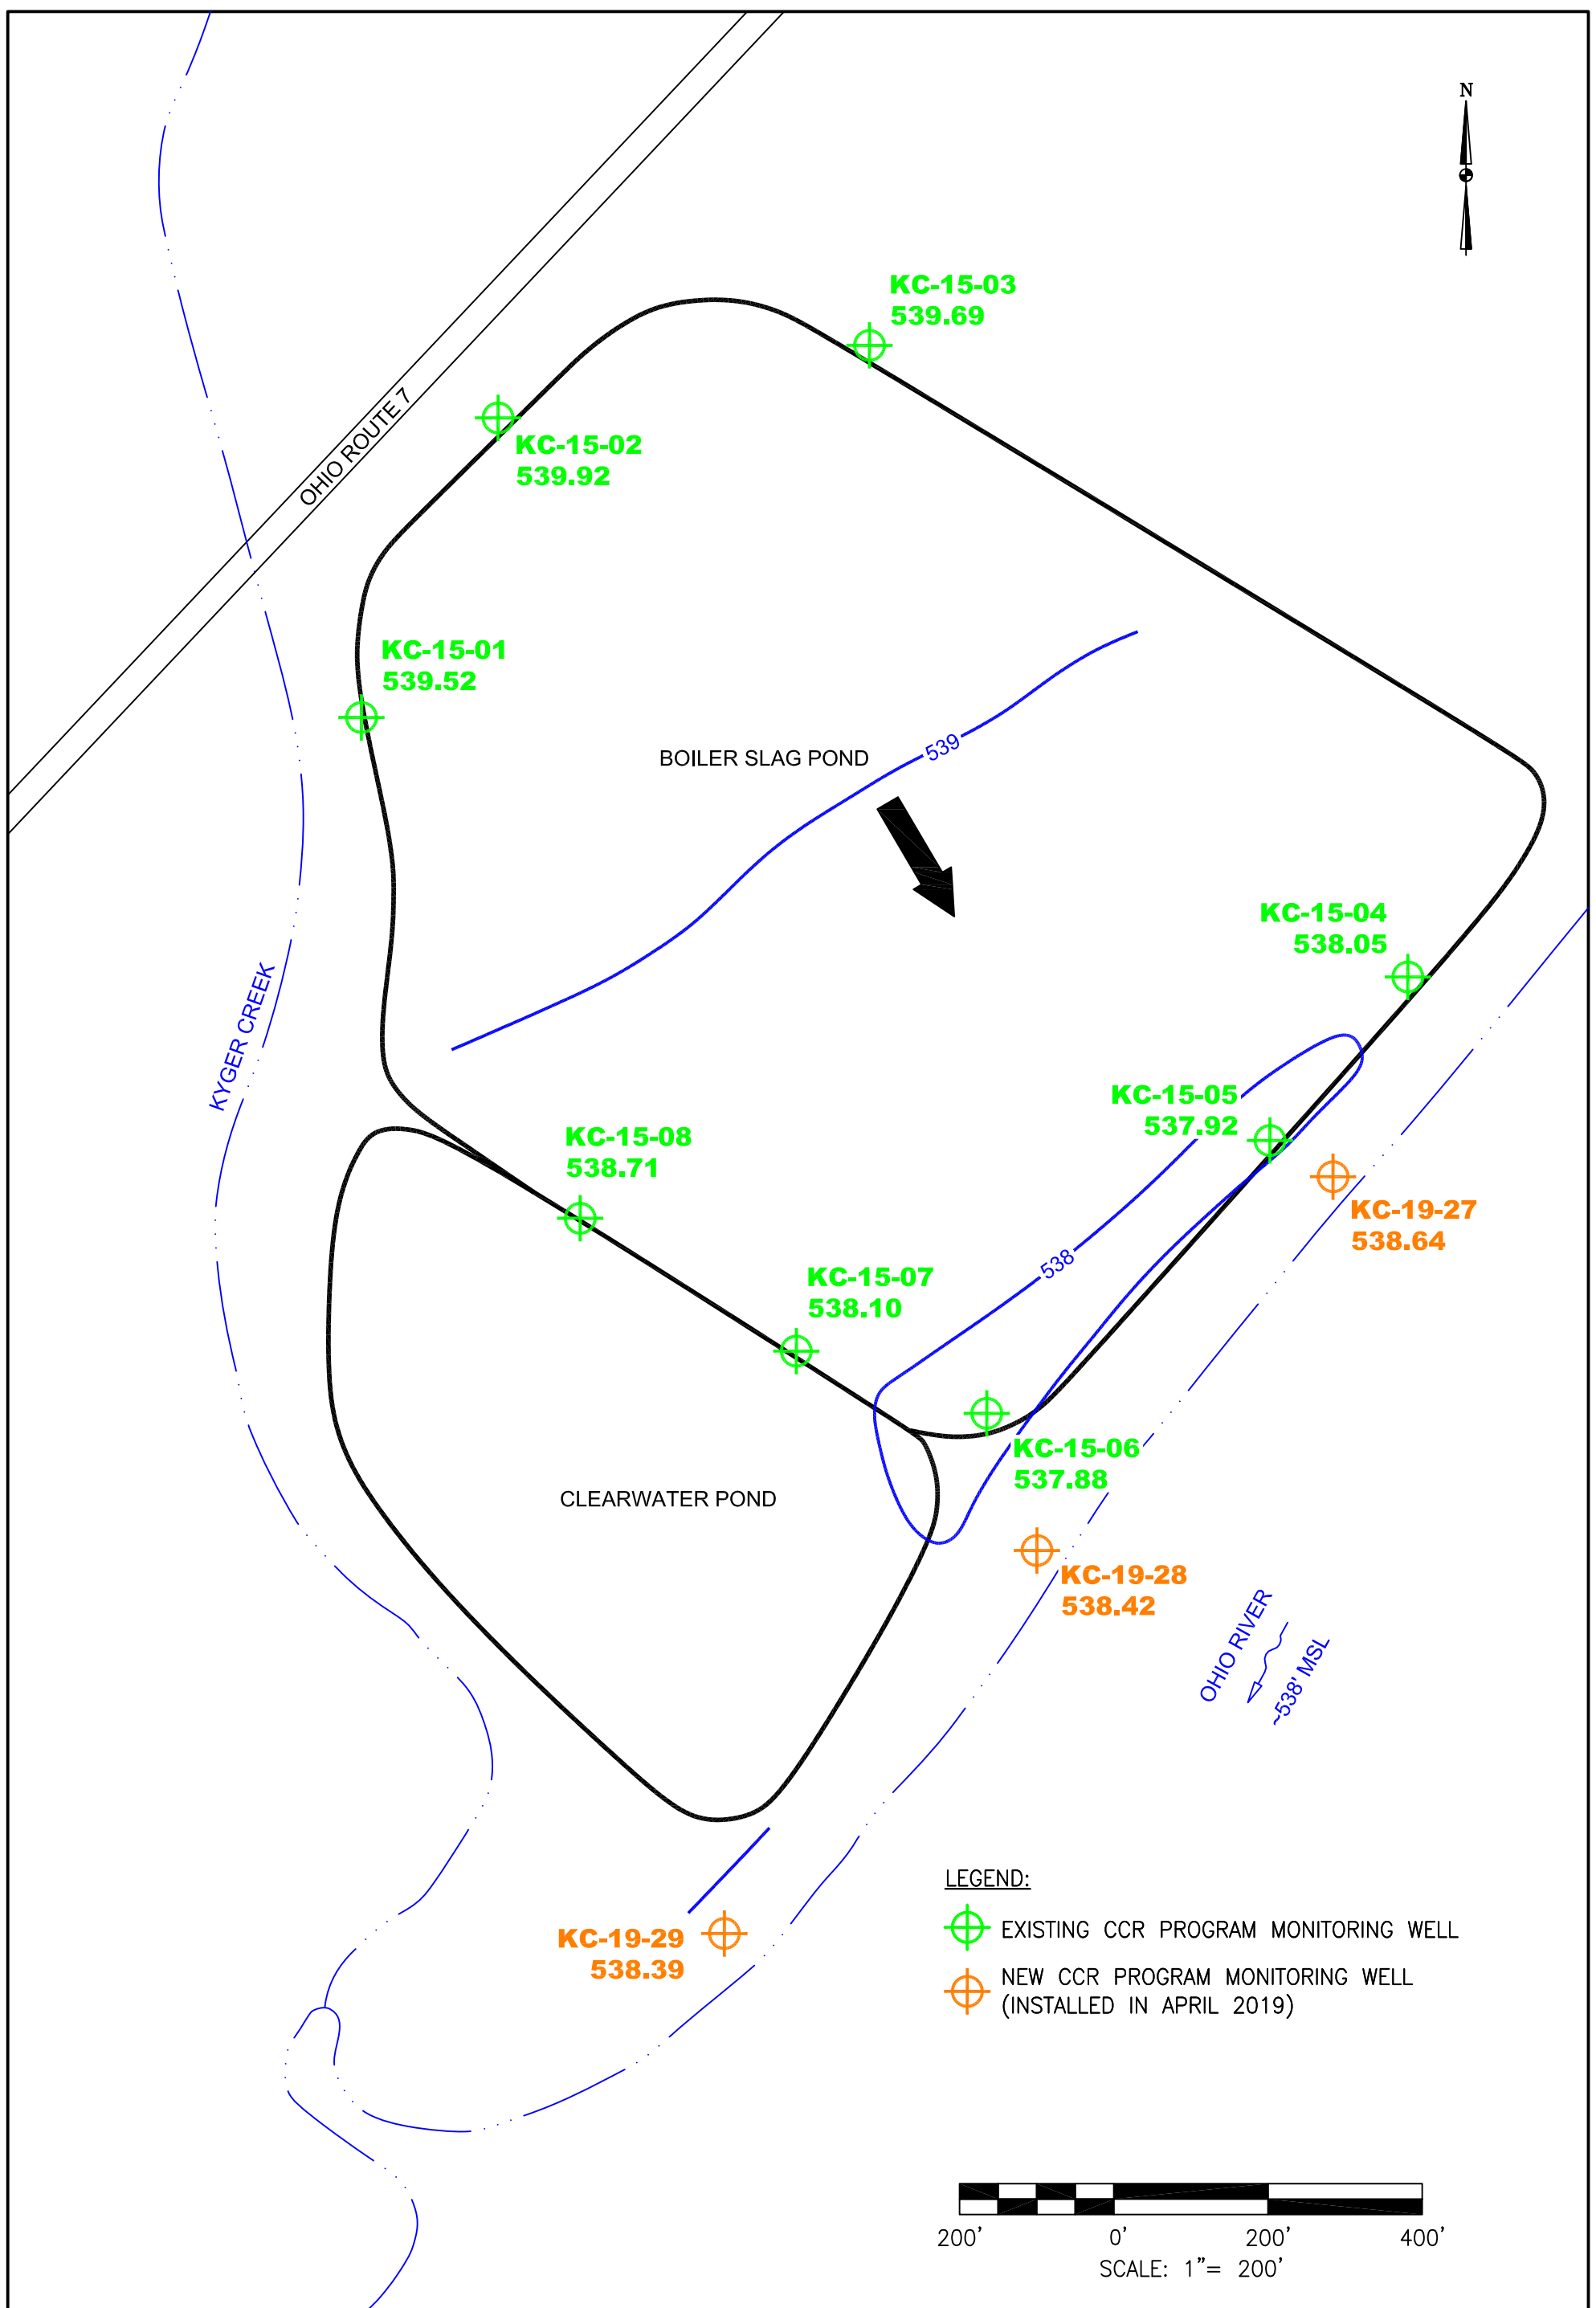 N
KC-15-03
539.69
KC-15-02
539.92
OHIO ROUTE 7
KC-15-01
539.52
BOILER SLAG POND
539
KC-15-04
538.05
KYGER CREEK
KC-15-05
537.92
KC-15-08
538.71
KC-19-27
538.64
538
KC-15-07
538.10
KC-15-06
537.88
CLEARWATER POND
KC-19-28
538.42
OHIO RIVER
~538' MSL
LEGEND:
EXISTING CCR PROGRAM MONITORING WELL
KC-19-29
538.39
NEW CCR PROGRAM MONITORING WELL
(INSTALLED IN APRIL 2019)
200' 0' 200' 400'
SCALE: 1"= 200'